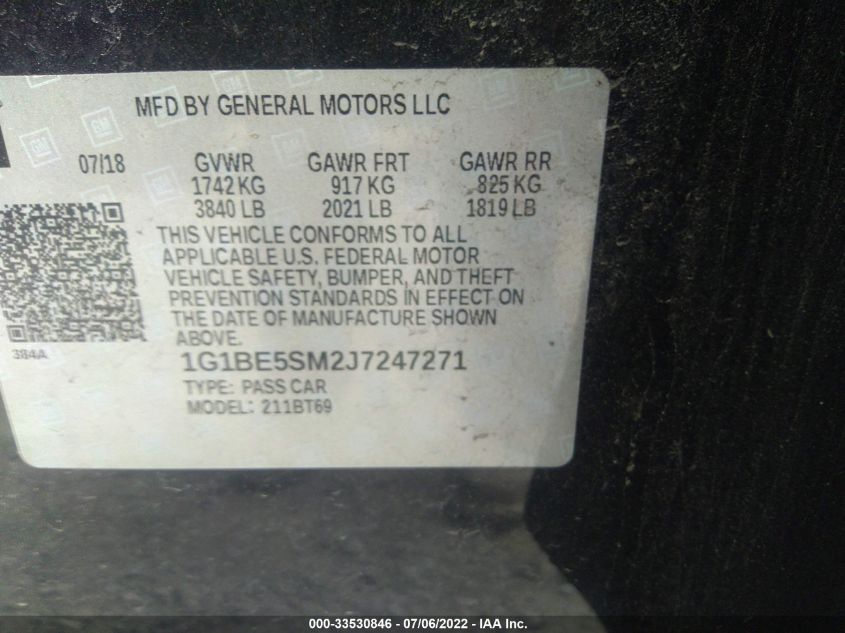 MFD BY GENERAL MOTORS LLC
07/18 GVWR GAWR FRT GAWR RR
1742 KG 917 KG 825 KG
3840 LB 2021 LB 1819 LB
THIS VEHICLE CONFORMS TO ALL
APPLICABLE U.S. FEDERAL MOTOR
VEHICLE SAFETY, BUMPER, AND THEFT
PREVENTION STANDARDS IN EFFECT ON
THE DATE OF MANUFACTURE SHOWN
ABOVE.
384A
1G1BE5SM2J7247271
TYPE: PASS CAR
MODEL: 211BT69
000-33530846 - 07/06/2022 - IAA Inc.